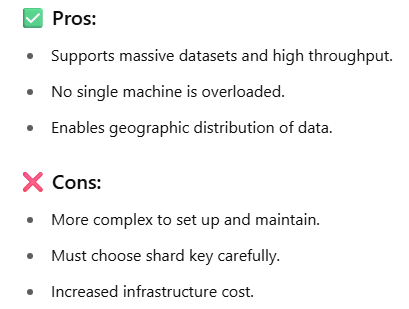 ✅ Pros:
• Supports massive datasets and high throughput.
• No single machine is overloaded.
• Enables geographic distribution of data.
❌ Cons:
• More complex to set up and maintain.
• Must choose shard key carefully.
• Increased infrastructure cost.